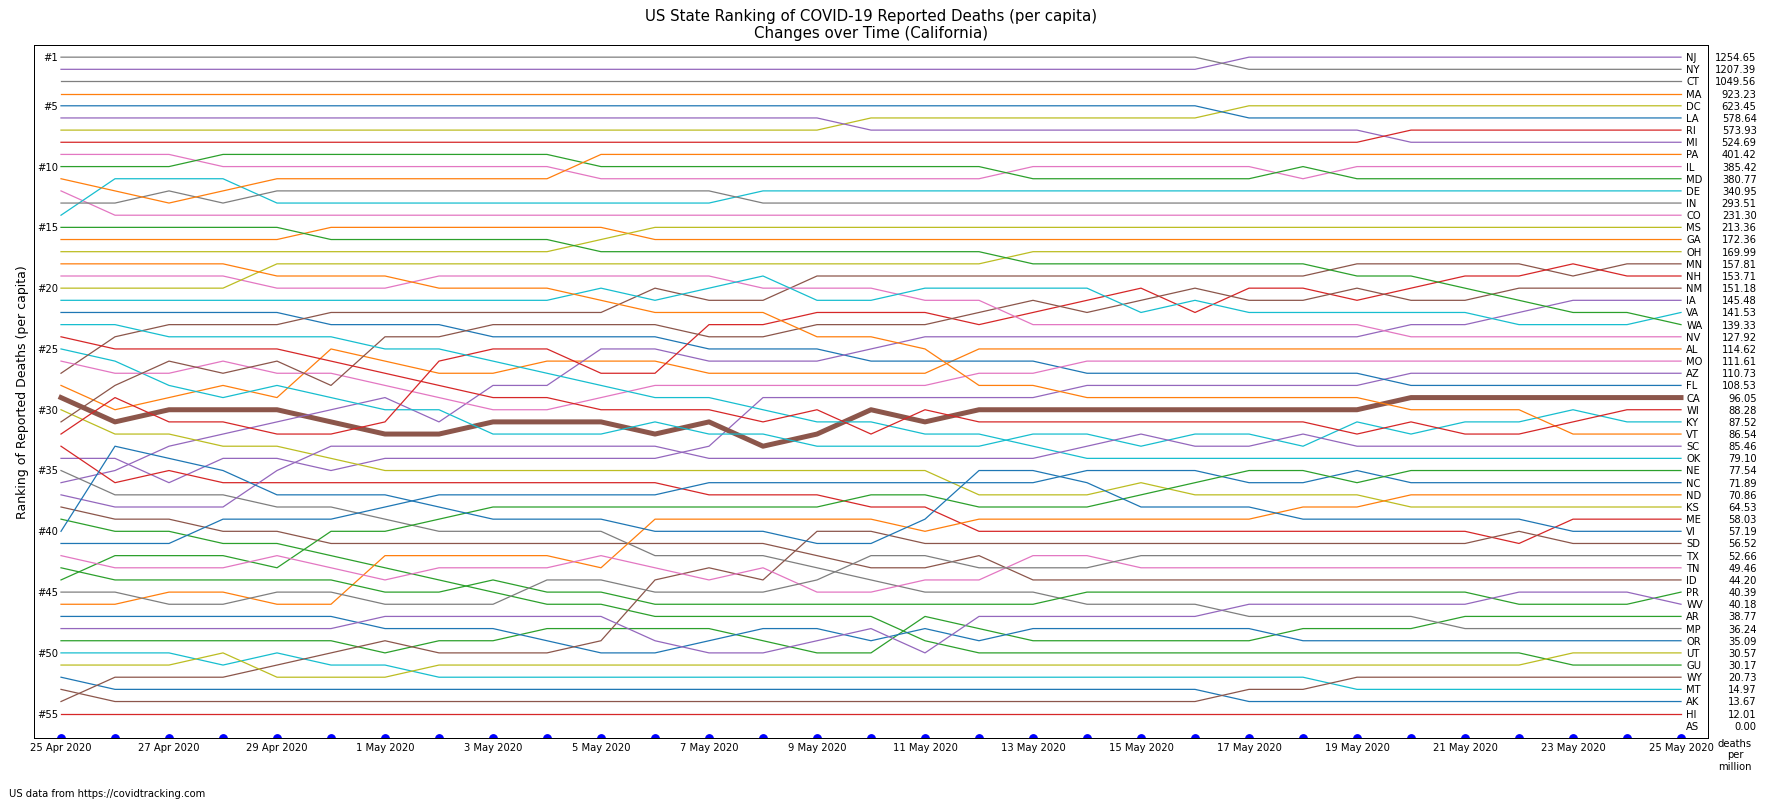 US State Ranking of COVID-19 Reported Deaths (per capita)
Changes over Time (California)
Ranking of Reported Deaths (per capita)
#1
#5
#10
#15
#20
#25
#30
#35
#40
#45
#50
#55
NJ 1254.65
NY 1207.39
CT 1049.56
MA 923.23
DC 623.45
LA 578.64
RI 573.93
MI 524.69
PA 401.42
IL 385.42
MD 380.77
DE 340.95
IN 293.51
CO 231.30
MS 213.36
GA 172.36
OH 169.99
MN 157.81
NH 153.71
NM 151.18
IA 145.48
VA 141.53
WA 139.33
NV 127.92
AL 114.62
MO 111.61
AZ 110.73
FL 108.53
CA 96.05
WI 88.28
KY 87.52
VT 86.54
SC 85.46
OK 79.10
NE 77.54
NC 71.89
ND 70.86
KS 64.53
ME 58.03
VI 57.19
SD 56.52
TX 52.66
TN 49.46
ID 44.20
PR 40.39
WV 40.18
AR 38.77
MP 36.24
OR 35.09
UT 30.57
GU 30.17
WY 20.73
MT 14.97
AK 13.67
HI 12.01
AS 0.00
25 Apr 2020 27 Apr 2020 29 Apr 2020 1 May 2020 3 May 2020 5 May 2020 7 May 2020 9 May 2020 11 May 2020 13 May 2020 15 May 2020 17 May 2020 19 May 2020 21 May 2020 23 May 2020 25 May 2020
deaths
per
million
US data from https://covidtracking.com